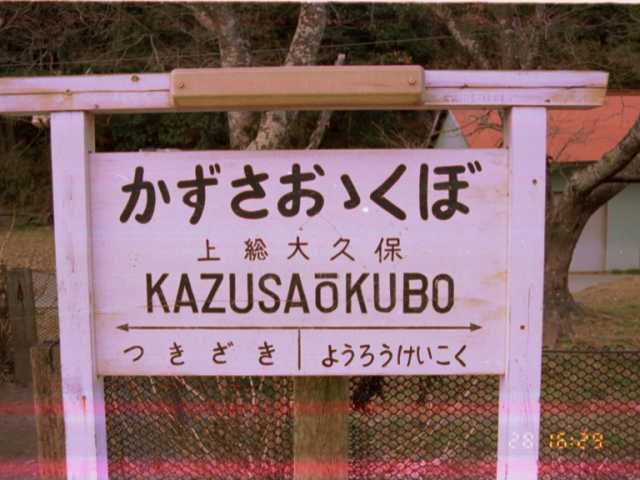 かずさおゝくぼ
上総大久保
KAZUSAŌKUBO
つきざき ようろうけいこく
28 16:29